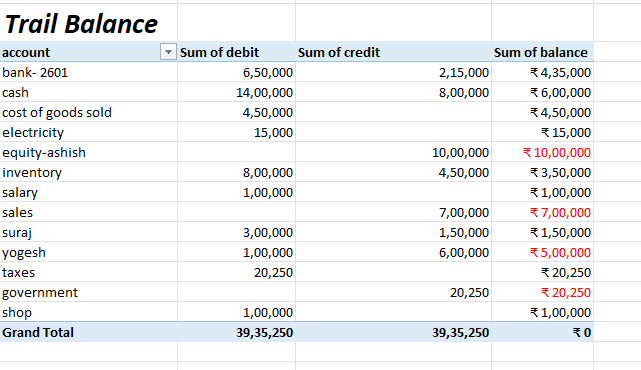 Trail Balance
account Sum of debit Sum of credit Sum of balance
bank- 2601 6,50,000 2,15,000 ₹ 4,35,000
cash 14,00,000 8,00,000 ₹ 6,00,000
cost of goods sold 4,50,000 ₹ 4,50,000
electricity 15,000 ₹ 15,000
equity-ashish 10,00,000 ₹ 10,00,000
inventory 8,00,000 4,50,000 ₹ 3,50,000
salary 1,00,000 ₹ 1,00,000
sales 7,00,000 ₹ 7,00,000
suraj 3,00,000 1,50,000 ₹ 1,50,000
yogesh 1,00,000 6,00,000 ₹ 5,00,000
taxes 20,250 ₹ 20,250
government 20,250 ₹ 20,250
shop 1,00,000 ₹ 1,00,000
Grand Total 39,35,250 39,35,250 ₹ 0